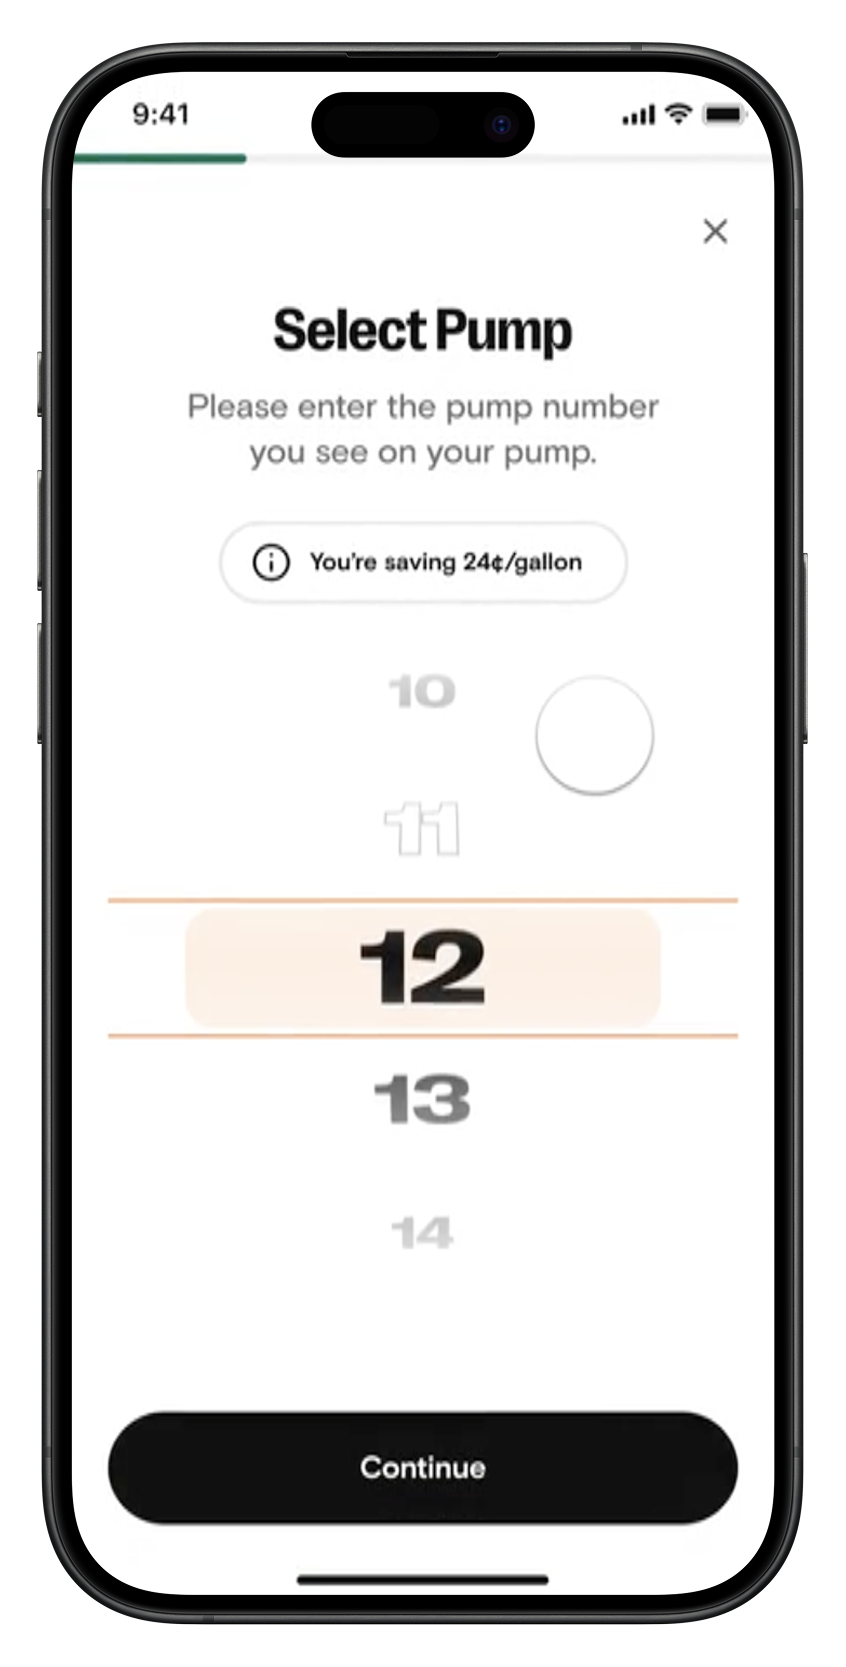 9:41
Select Pump
Please enter the pump number
you see on your pump.
You're saving 24¢/gallon
10
11
12
13
14
Continue